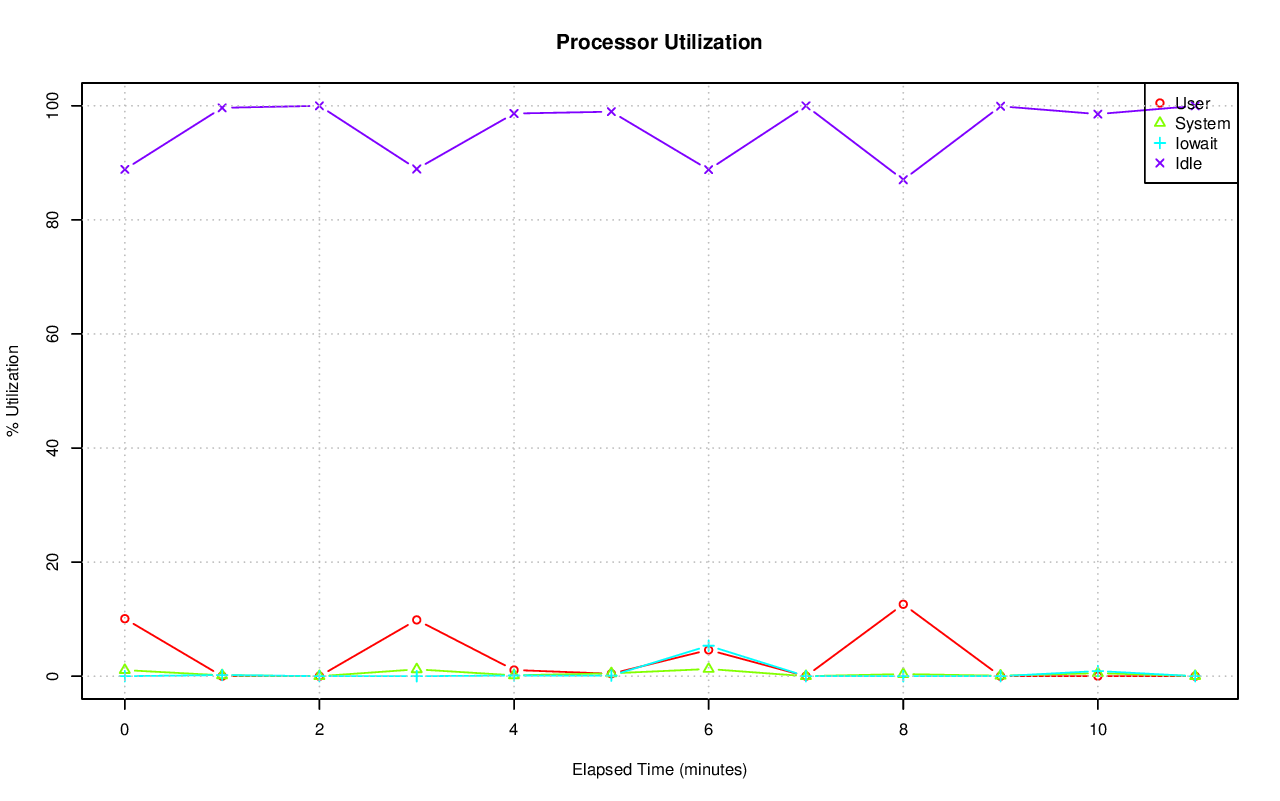 Processor Utilization
User
System
Iowait
Idle
% Utilization
100
80
60
40
20
0
0 2 4 6 8 10
Elapsed Time (minutes)